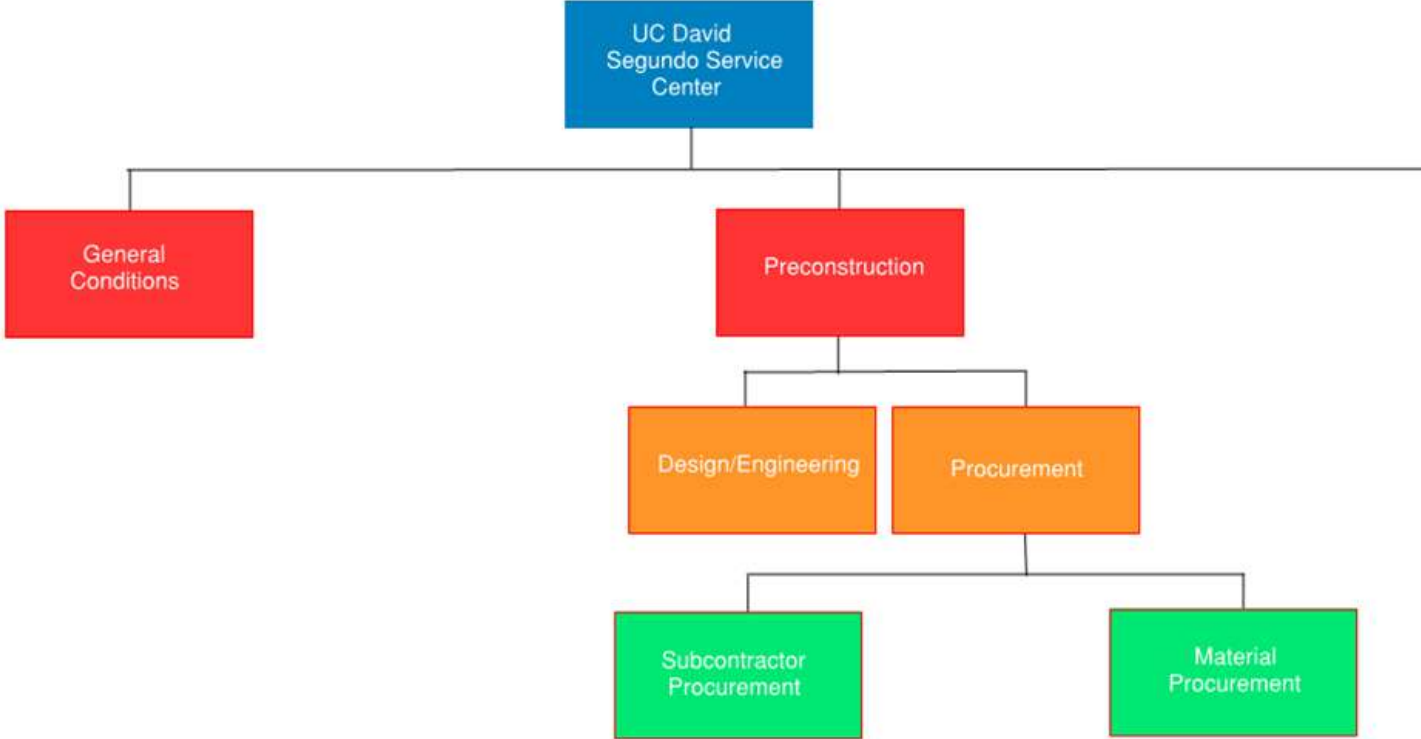 UC David
Segundo Service
Center
General
Conditions
Preconstruction
Design/Engineering
Procurement
Subcontractor
Procurement
Material
Procurement